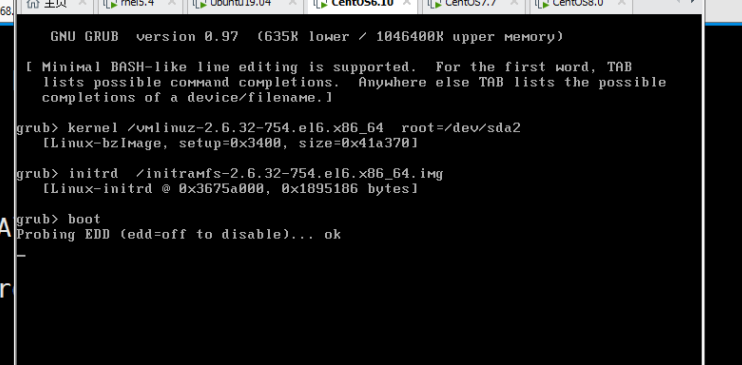 68.
主页 rhel5.4 Ubuntu19.04 CentOS6.10 CentOS7.7 CentOS8.0
GNU GRUB version 0.97 (635K lower / 1046400K upper memory)
[ Minimal BASH-like line editing is supported. For the first word, TAB
lists possible command completions. Anywhere else TAB lists the possible
completions of a device/filename.]
grub> kernel /vmlinuz-2.6.32-754.el6.x86_64 root=/dev/sda2
[Linux-bzImage, setup=0x3400, size=0x41a370]
grub> initrd /initramfs-2.6.32-754.el6.x86_64.img
[Linux-initrd @ 0x3675a000, 0x1895186 bytes]
grub> boot
A
Probing EDD (edd=off to disable)... ok
_
r